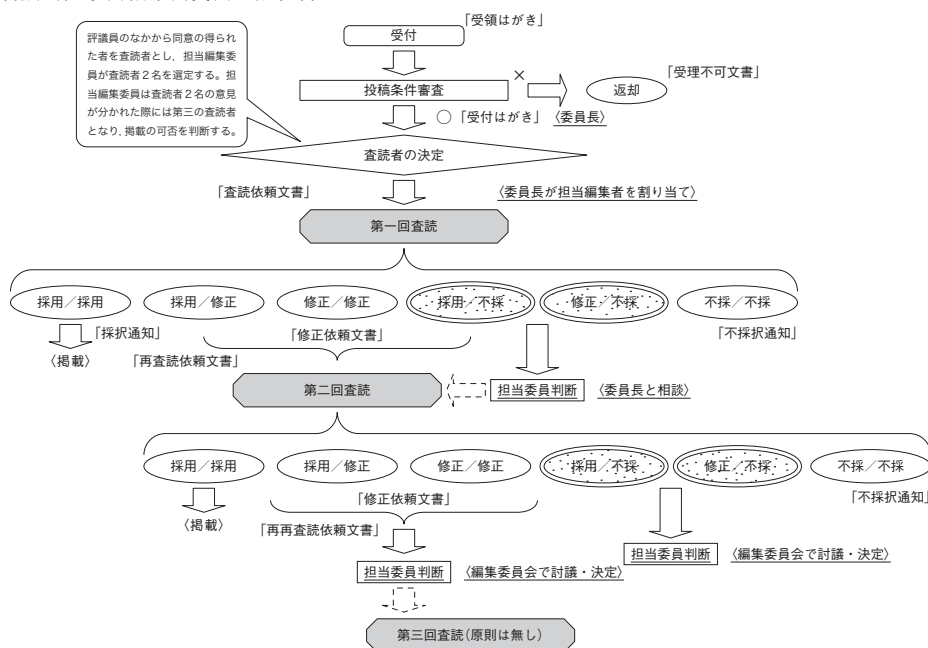 「受領はがき」
受付
評議員のなかから同意の得られ
た者を査読者とし，担当編集委
員が査読者２名を選定する。担
当編集委員は査読者２名の意見
が分かれた際には第三の査読者
となり，掲載の可否を判断する。
投稿条件審査
×
返却
「受理不可文書」
○「受付はがき」〈委員長〉
査読者の決定
「査読依頼文書」
〈委員長が担当編集者を割り当て〉
第一回査読
採用／採用
採用／修正
修正／修正
採用／不採
修正／不採
不採／不採
「採択通知」
「修正依頼文書」
「不採択通知」
〈掲載〉
「再査読依頼文書」
第二回査読
担当委員判断
〈委員長と相談〉
採用／採用
採用／修正
修正／修正
採用／不採
修正／不採
不採／不採
「修正依頼文書」
「不採択通知」
〈掲載〉
「再再査読依頼文書」
担当委員判断
〈編集委員会で討議・決定〉
担当委員判断
〈編集委員会で討議・決定〉
第三回査読(原則は無し)